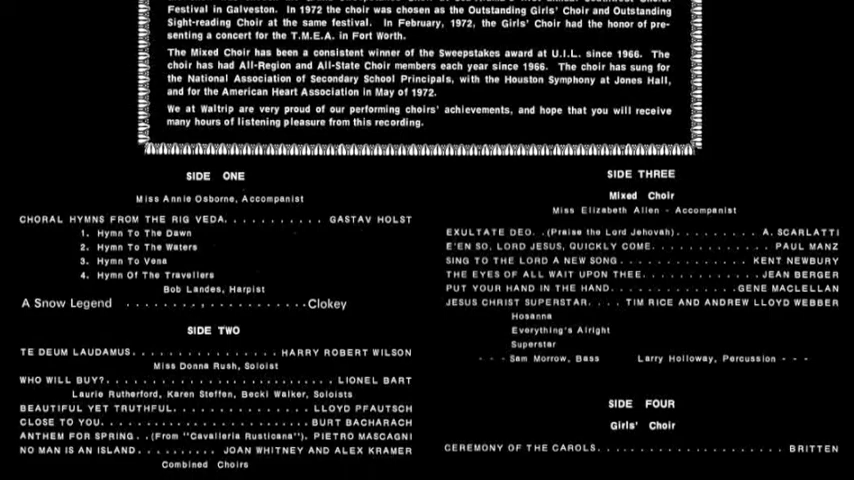 Festival in Galveston. In 1972 the choir was chosen as the Outstanding Girls' Choir and Outstanding
Sight-reading Choir at the same festival. In February, 1972, the Girls' Choir had the honor of pre-
senting a concert for the T.M.E.A. in Fort Worth.
The Mixed Choir has been a consistent winner of the Sweepstakes award at U.I.L. since 1966. The
choir has had All-Region and All-State Choir members each year since 1966. The choir has sung for
the National Association of Secondary School Principals, with the Houston Symphony at Jones Hall,
and for the American Heart Association in May of 1972.
We at Waltrip are very proud of our performing choirs' achievements, and hope that you will receive
many hours of listening pleasure from this recording.
SIDE ONE
Miss Annie Osborne, Accompanist
CHORAL HYMNS FROM THE RIG VEDA. . . . . . . . . . . GASTAV HOLST
1. Hymn To The Dawn
2. Hymn To The Waters
3. Hymn To Vena
4. Hymn Of The Travellers
Bob Landes, Harpist
A Snow Legend . . . . . . . . . . . . . . . . . . . . Clokey
SIDE TWO
TE DEUM LAUDAMUS. . . . . . . . . . . . . . . . HARRY ROBERT WILSON
Miss Donna Rush, Soloist
WHO WILL BUY?. . . . . . . . . . . . . . . . . . . . . . . . . . LIONEL BART
Laurie Rutherford, Karen Steffen, Becki Walker, Soloists
BEAUTIFUL YET TRUTHFUL. . . . . . . . . . . . . . . . LLOYD PFAUTSCH
CLOSE TO YOU. . . . . . . . . . . . . . . . . . . . . . . BURT BACHARACH
ANTHEM FOR SPRING. . (From "Cavalleria Rusticana"). PIETRO MASCAGNI
NO MAN IS AN ISLAND. . . . . . . . . . JOAN WHITNEY AND ALEX KRAMER
Combined Choirs
SIDE THREE
Mixed Choir
Miss Elizabeth Allen - Accompanist
EXULTATE DEO. . (Praise the Lord Jehovah). . . . . . . . . . A. SCARLATTI
E'EN SO, LORD JESUS, QUICKLY COME. . . . . . . . . . . . . PAUL MANZ
SING TO THE LORD A NEW SONG. . . . . . . . . . . . . . . KENT NEWBURY
THE EYES OF ALL WAIT UPON THEE. . . . . . . . . . . . . . JEAN BERGER
PUT YOUR HAND IN THE HAND. . . . . . . . . . . . . . GENE MACLELLAN
JESUS CHRIST SUPERSTAR. . . . TIM RICE AND ANDREW LLOYD WEBBER
Hosanna
Everything's Alright
Superstar
- - - Sam Morrow, Bass Larry Holloway, Percussion - - -
SIDE FOUR
Girls' Choir
CEREMONY OF THE CAROLS. . . . . . . . . . . . . . . . . . . . . BRITTEN